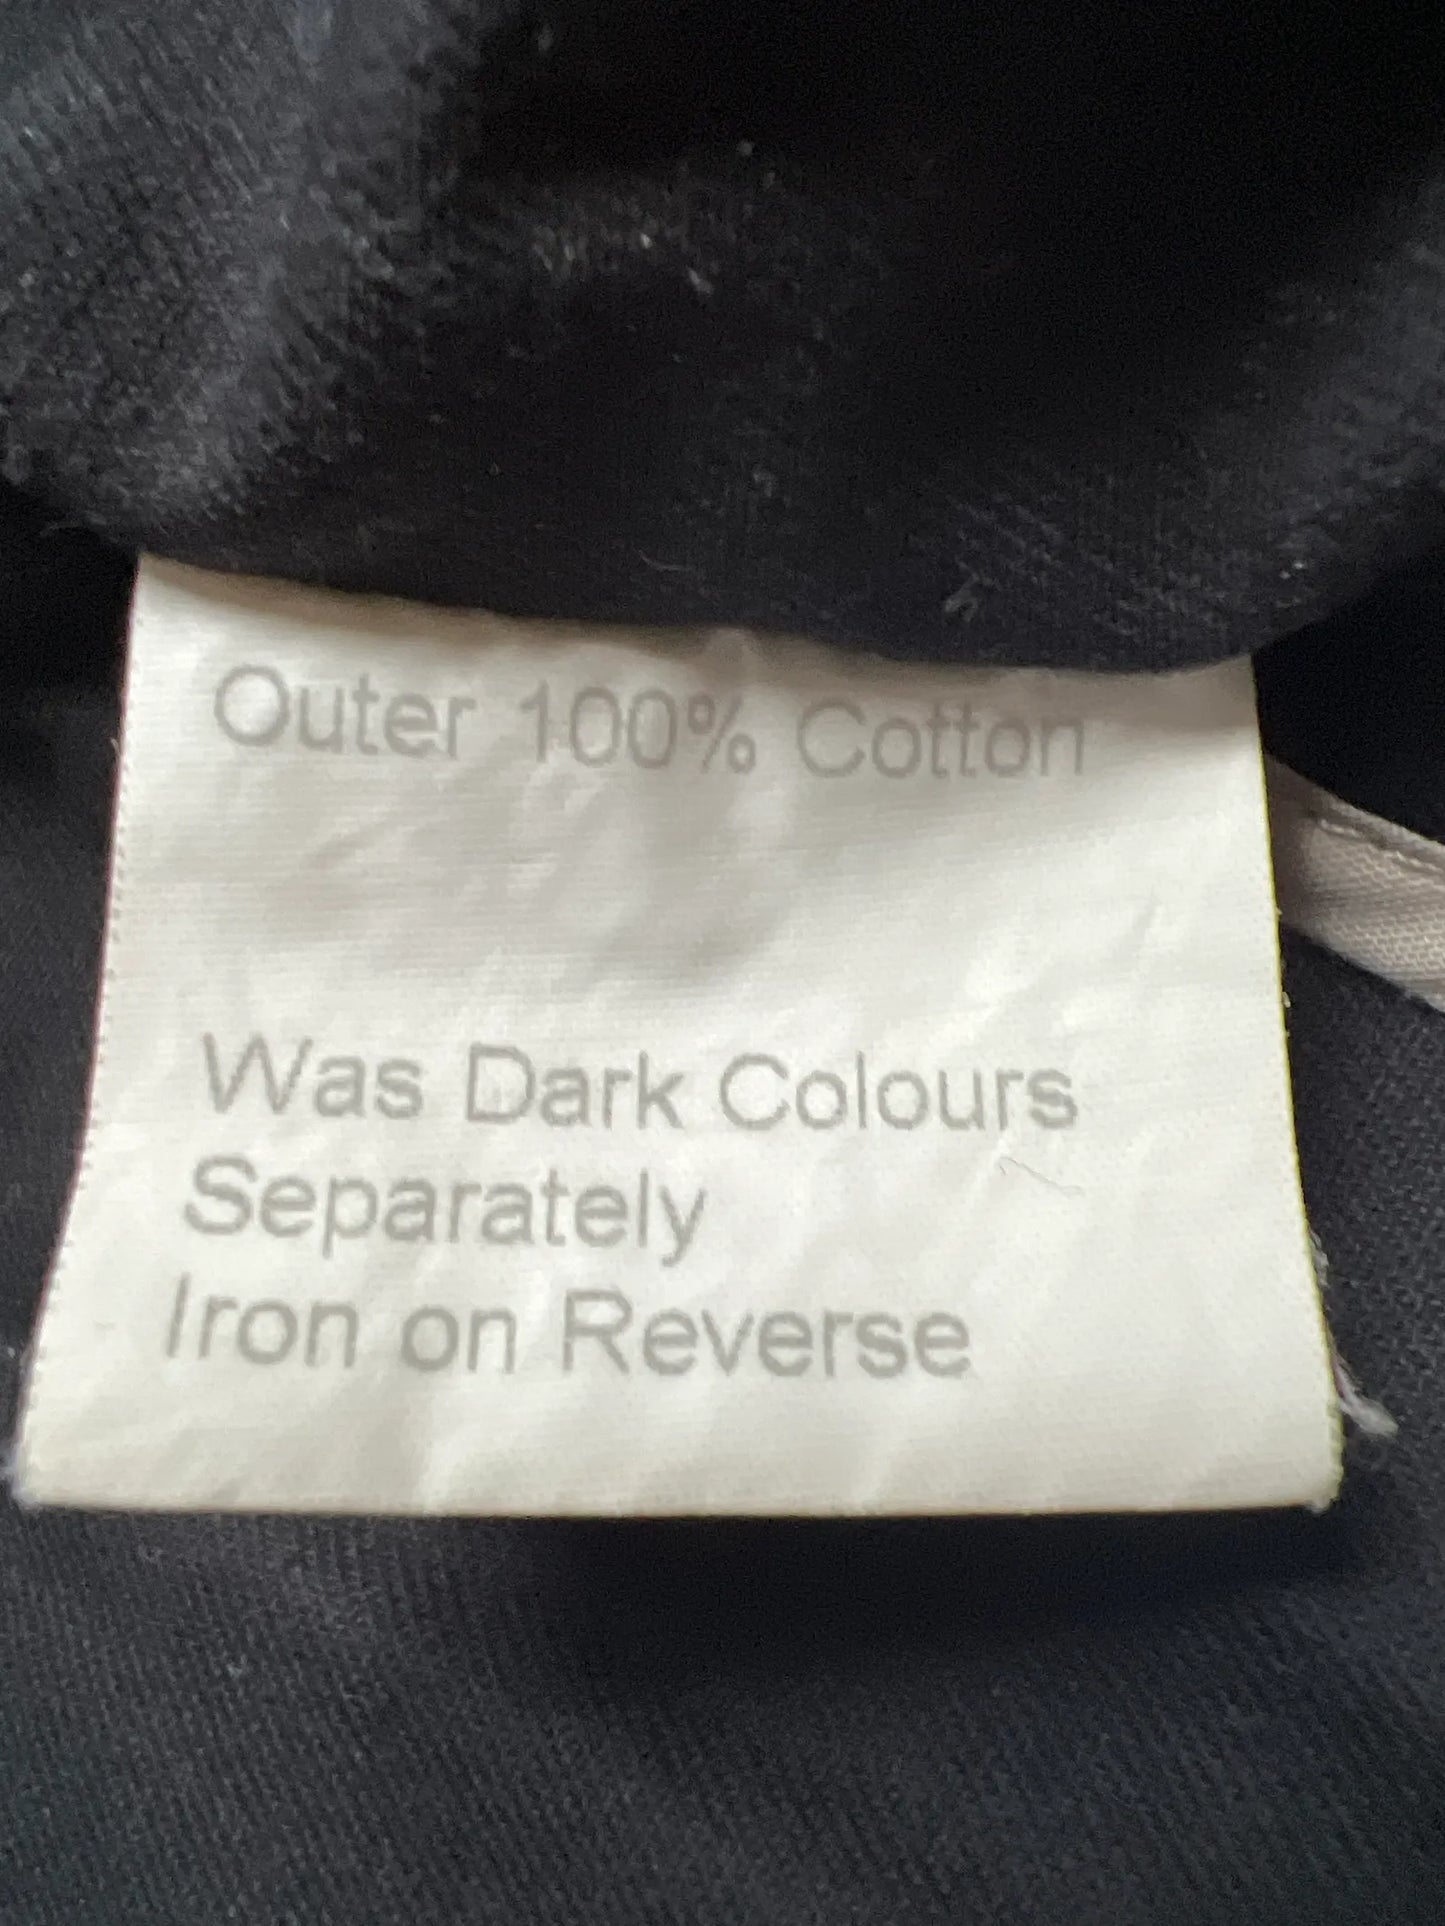 Outer 100% Cotton
Was Dark Colours
Separately
Iron on Reverse